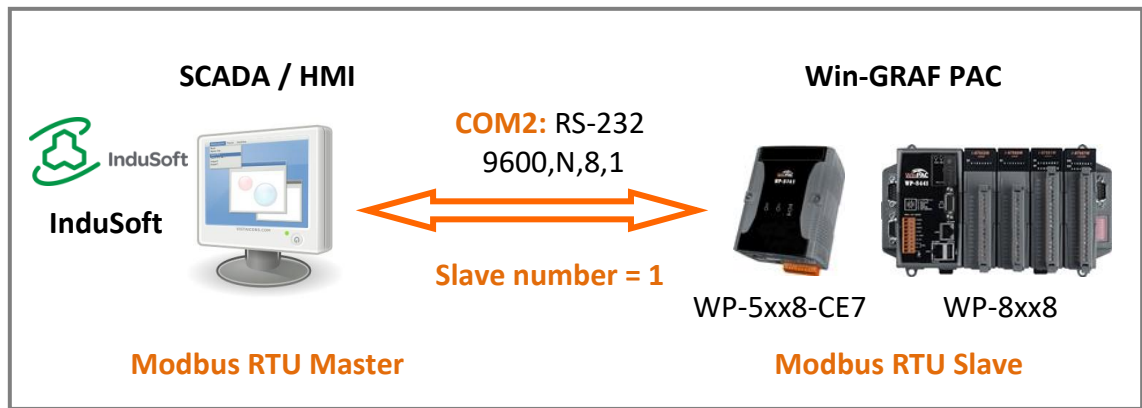 SCADA / HMI
Win-GRAF PAC
InduSoft
InduSoft
COM2: RS-232
9600,N,8,1
Slave number = 1
WP-5xx8-CE7
WP-8xx8
Modbus RTU Master
Modbus RTU Slave